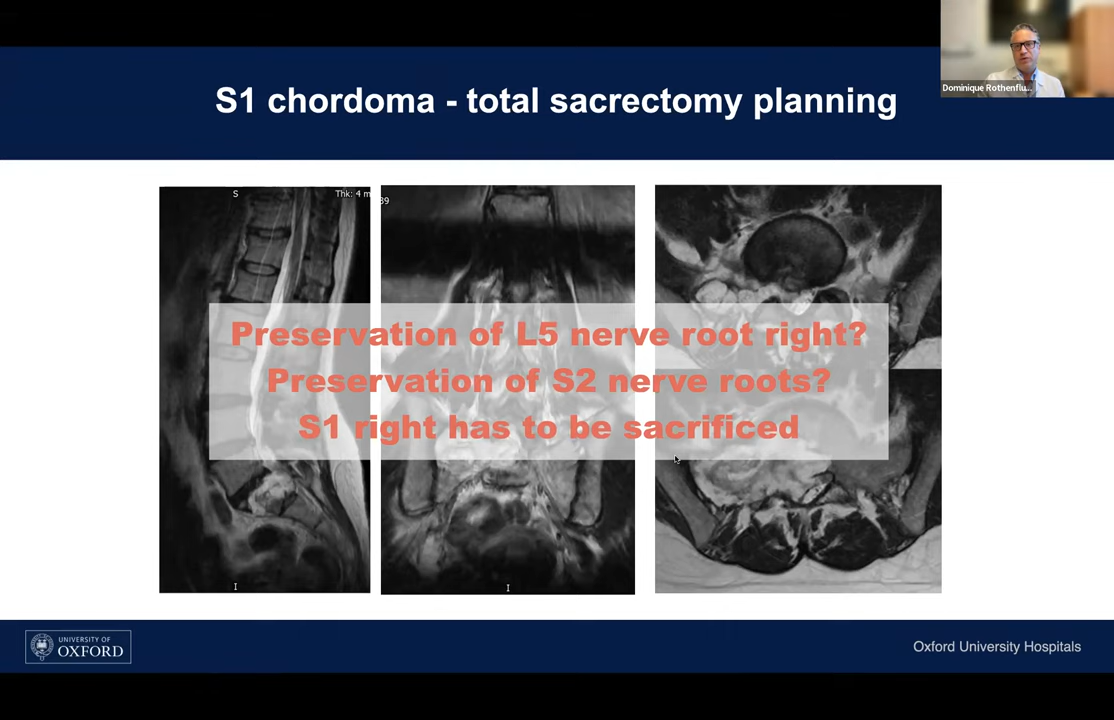 S1 chordoma - total sacrectomy planning
Dominique Rothenflu...
S
Thk: 4 m
39
Preservation of L5 nerve root right?
Preservation of S2 nerve roots?
S1 right has to be sacrificed
I
I
UNIVERSITY OF
OXFORD
Oxford University Hospitals